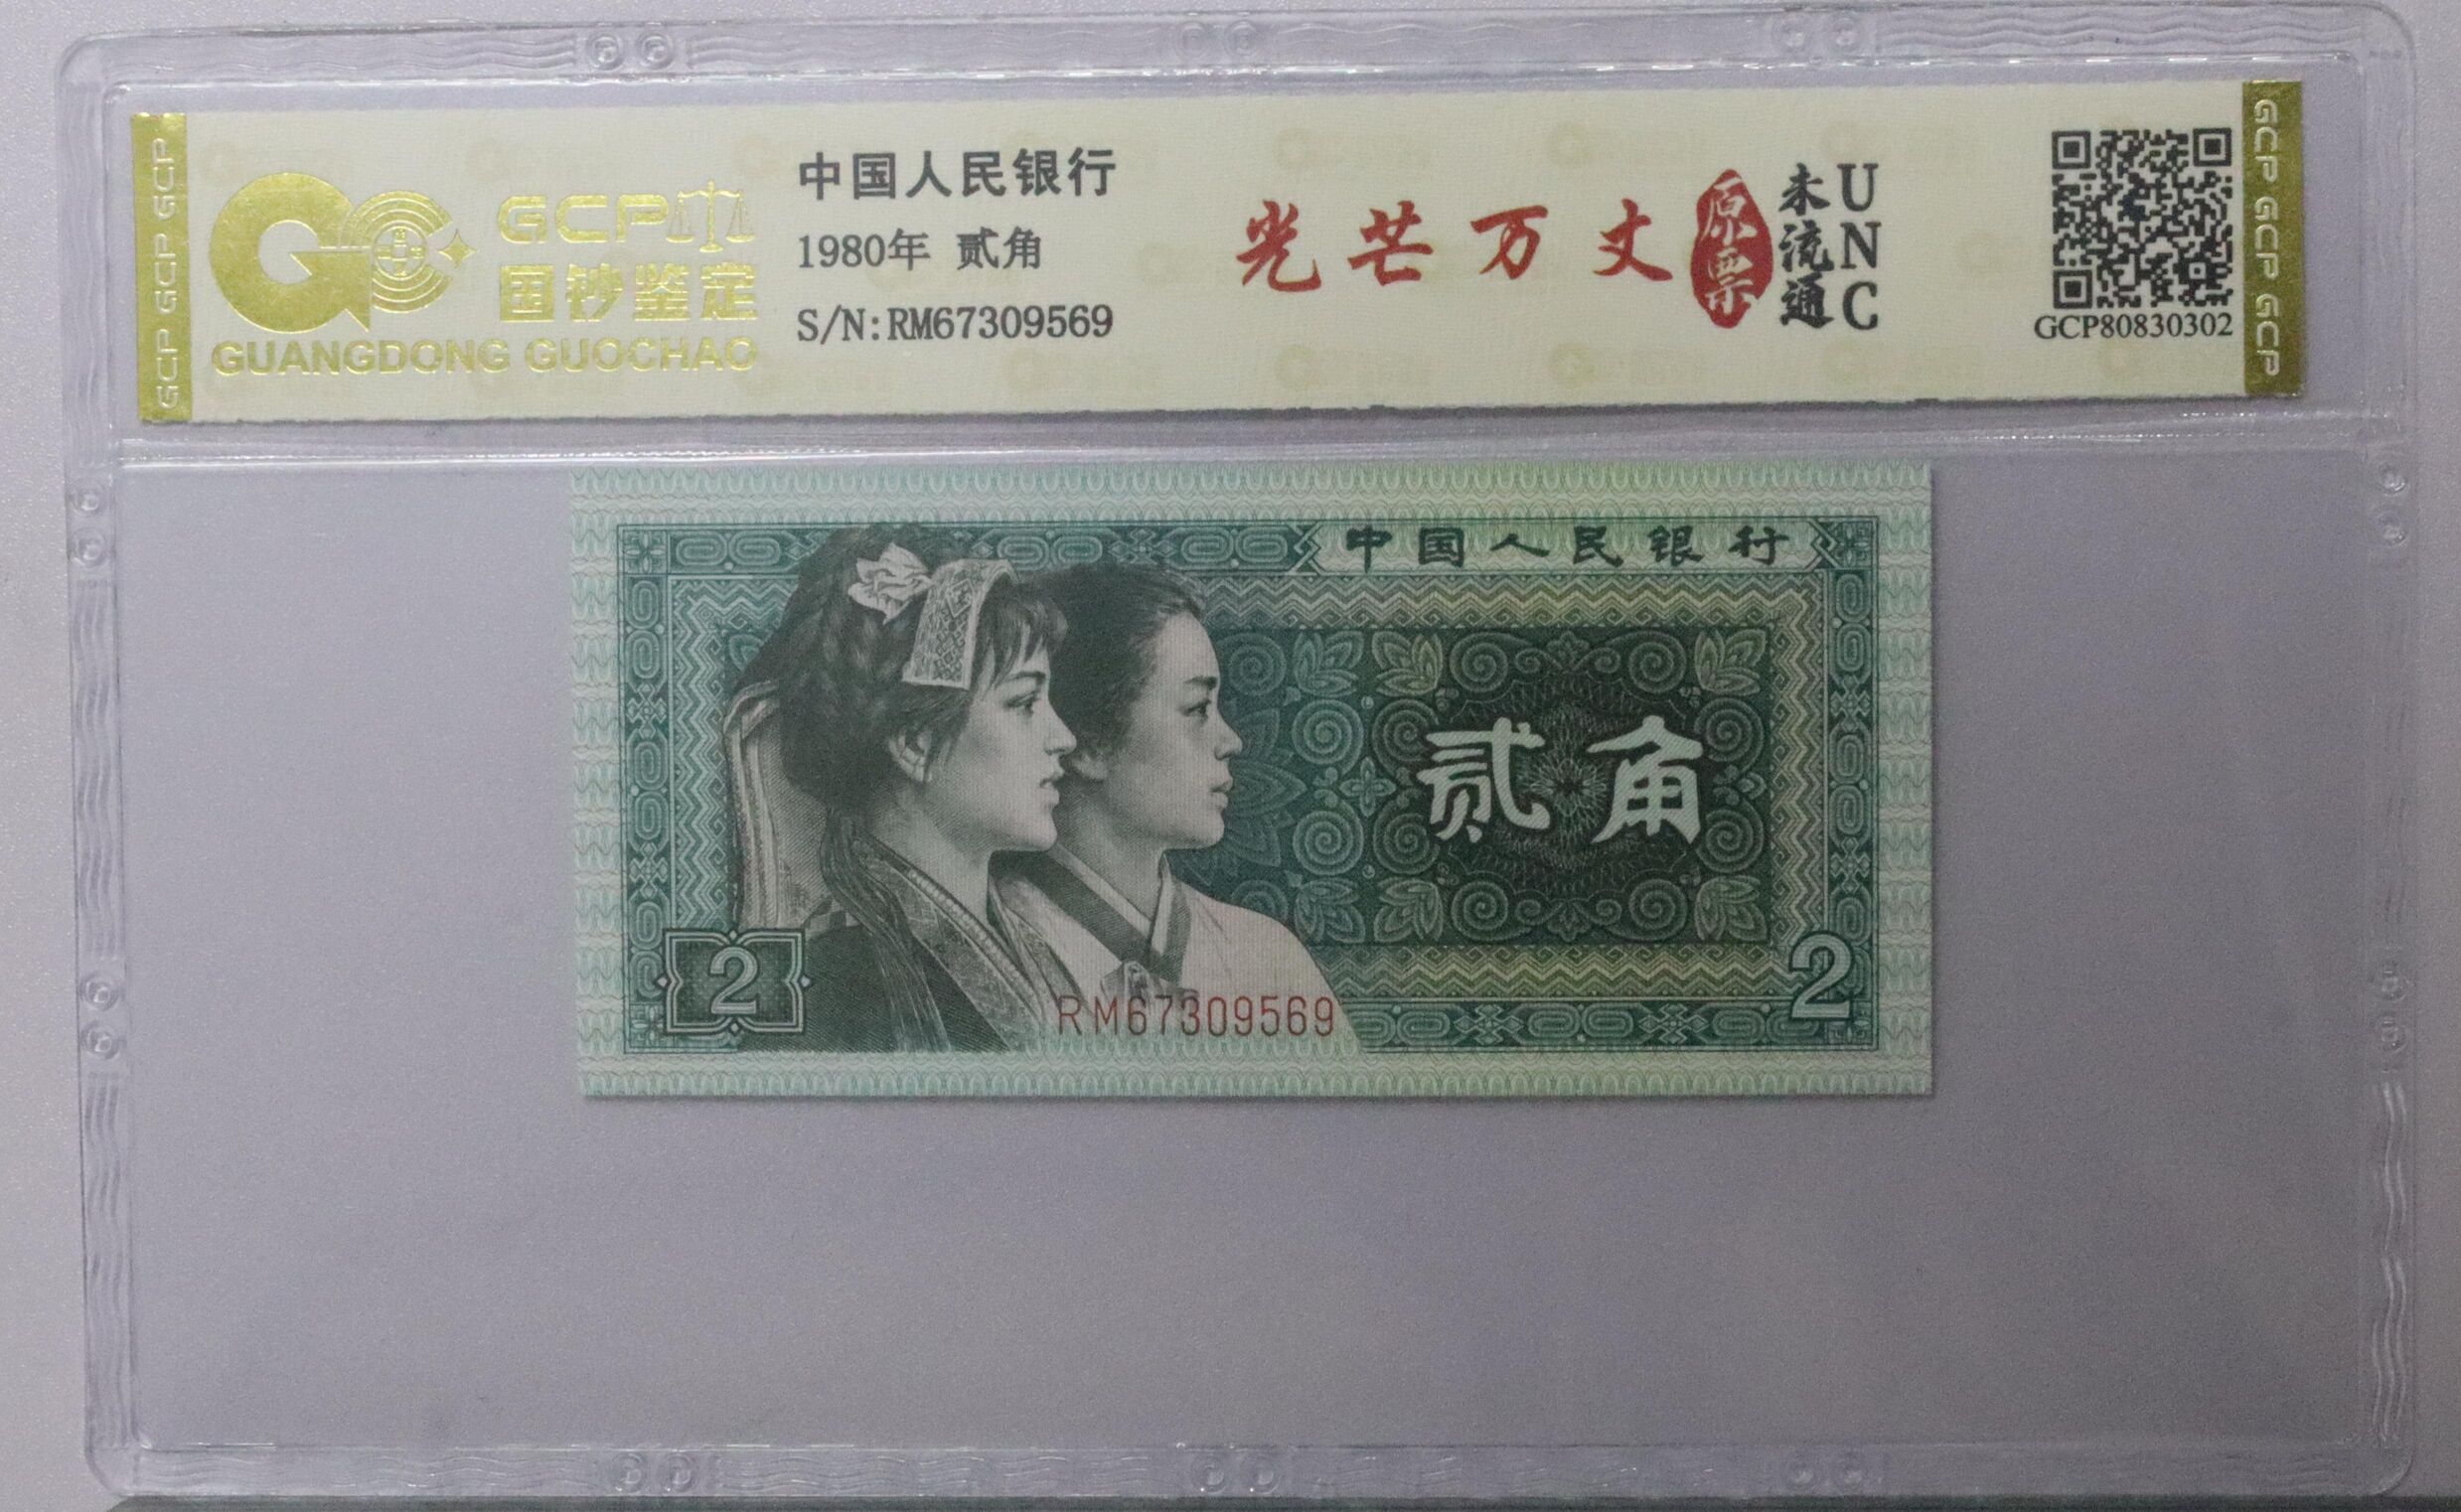 GCP GCP GCP
GCP
国钞鉴定
GUANGDONG GUOCHAO
中国人民银行
1980年 贰角
S/N:RM67309569
光芒万丈
原票
未流通
UNC
GCP80830302
GCP GCP GCP
中国人民银行
贰角
2
RM67309569
2